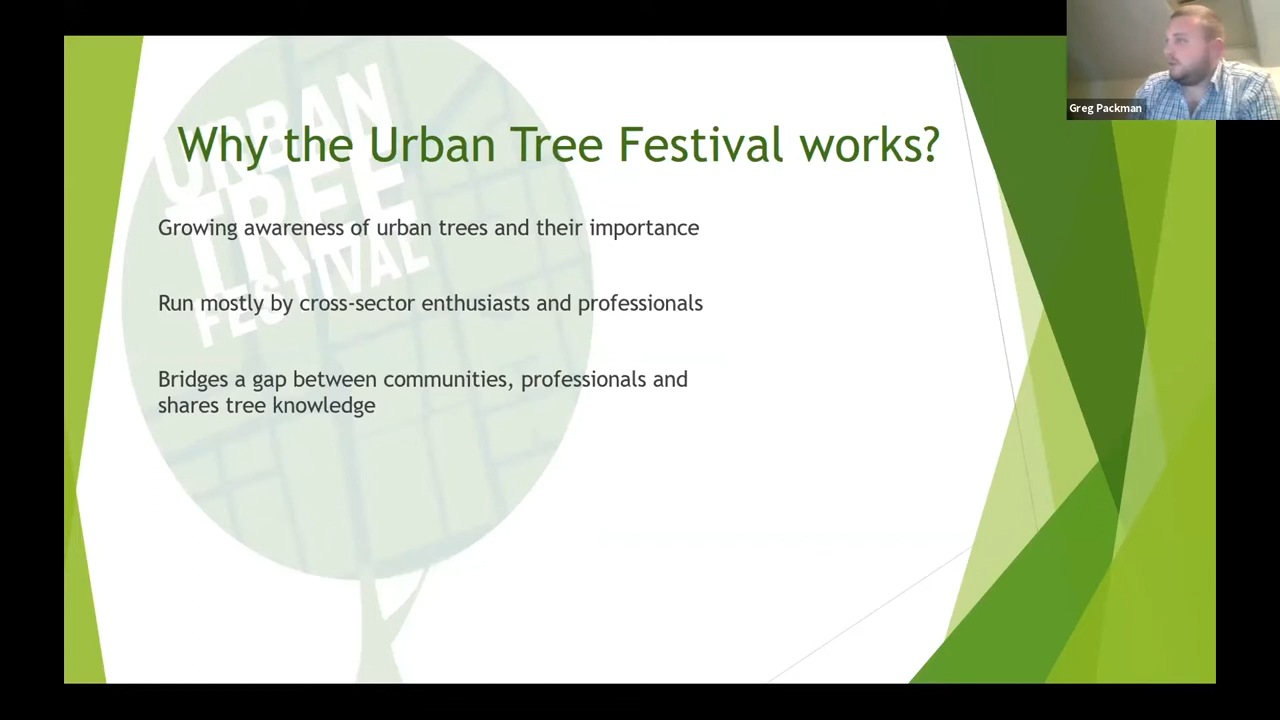 Greg Packman
URBAN
TREE
FESTIVAL
Why the Urban Tree Festival works?
Growing awareness of urban trees and their importance
Run mostly by cross-sector enthusiasts and professionals
Bridges a gap between communities, professionals and
shares tree knowledge